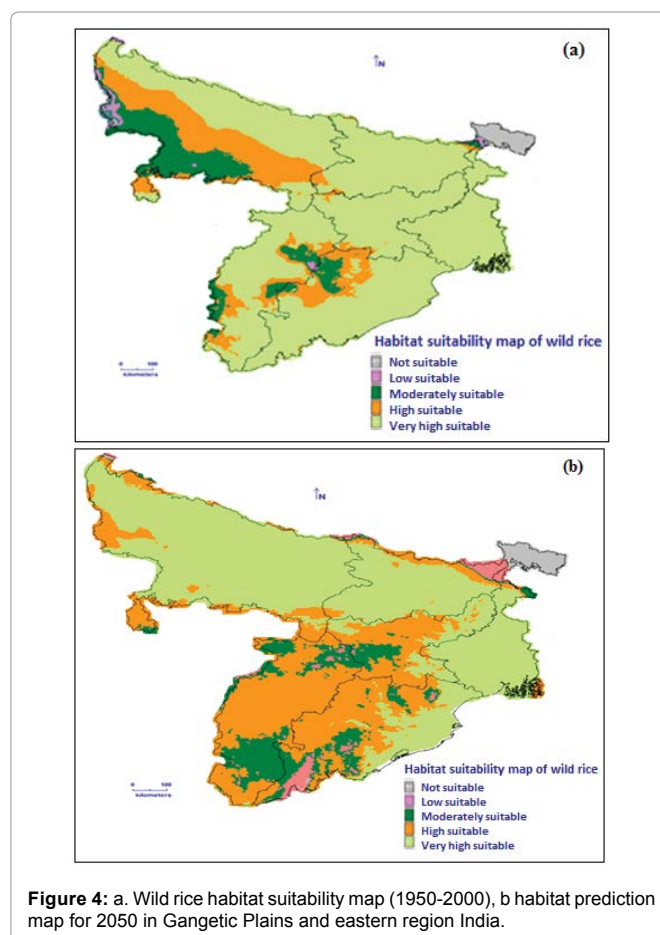 (a)
N
0 100
kilometers
Habitat suitability map of wild rice
Not suitable
Low suitable
Moderately suitable
High suitable
Very high suitable
(b)
N
0 100
kilometers
Habitat suitability map of wild rice
Not suitable
Low suitable
Moderately suitable
High suitable
Very high suitable
Figure 4: a. Wild rice habitat suitability map (1950-2000), b habitat prediction
map for 2050 in Gangetic Plains and eastern region India.